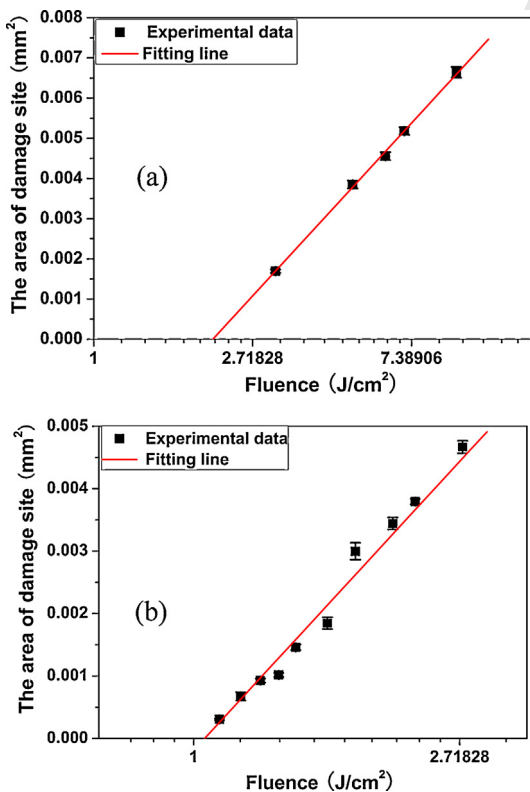 0.008
0.007
0.006
0.005
0.004
0.003
0.002
0.001
0.000
The area of damage site (mm²)
Experimental data
Fitting line
(a)
1 2.71828 7.38906
Fluence (J/cm²)
0.005
0.004
0.003
0.002
0.001
0.000
The area of damage site (mm²)
Experimental data
Fitting line
(b)
1 2.71828
Fluence (J/cm²)